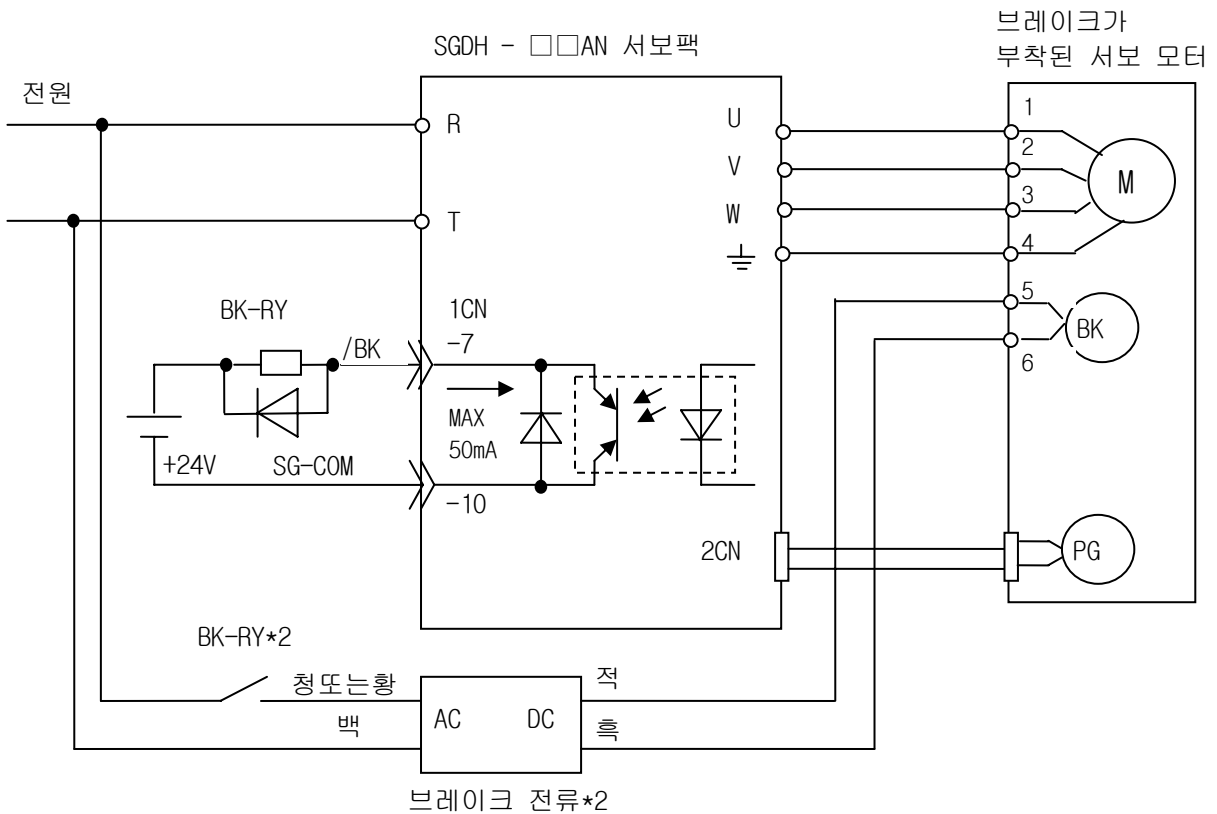 브레이크가
부착된 서보 모터
SGDH - □□AN 서보팩
전원
R
T
U
V
W
1
2
3
4
M
5
6
BK
BK-RY
/BK
1CN
-7
MAX
50mA
+24V
SG-COM
-10
2CN
PG
BK-RY*2
청또는황
백
AC
DC
적
흑
브레이크 전류*2